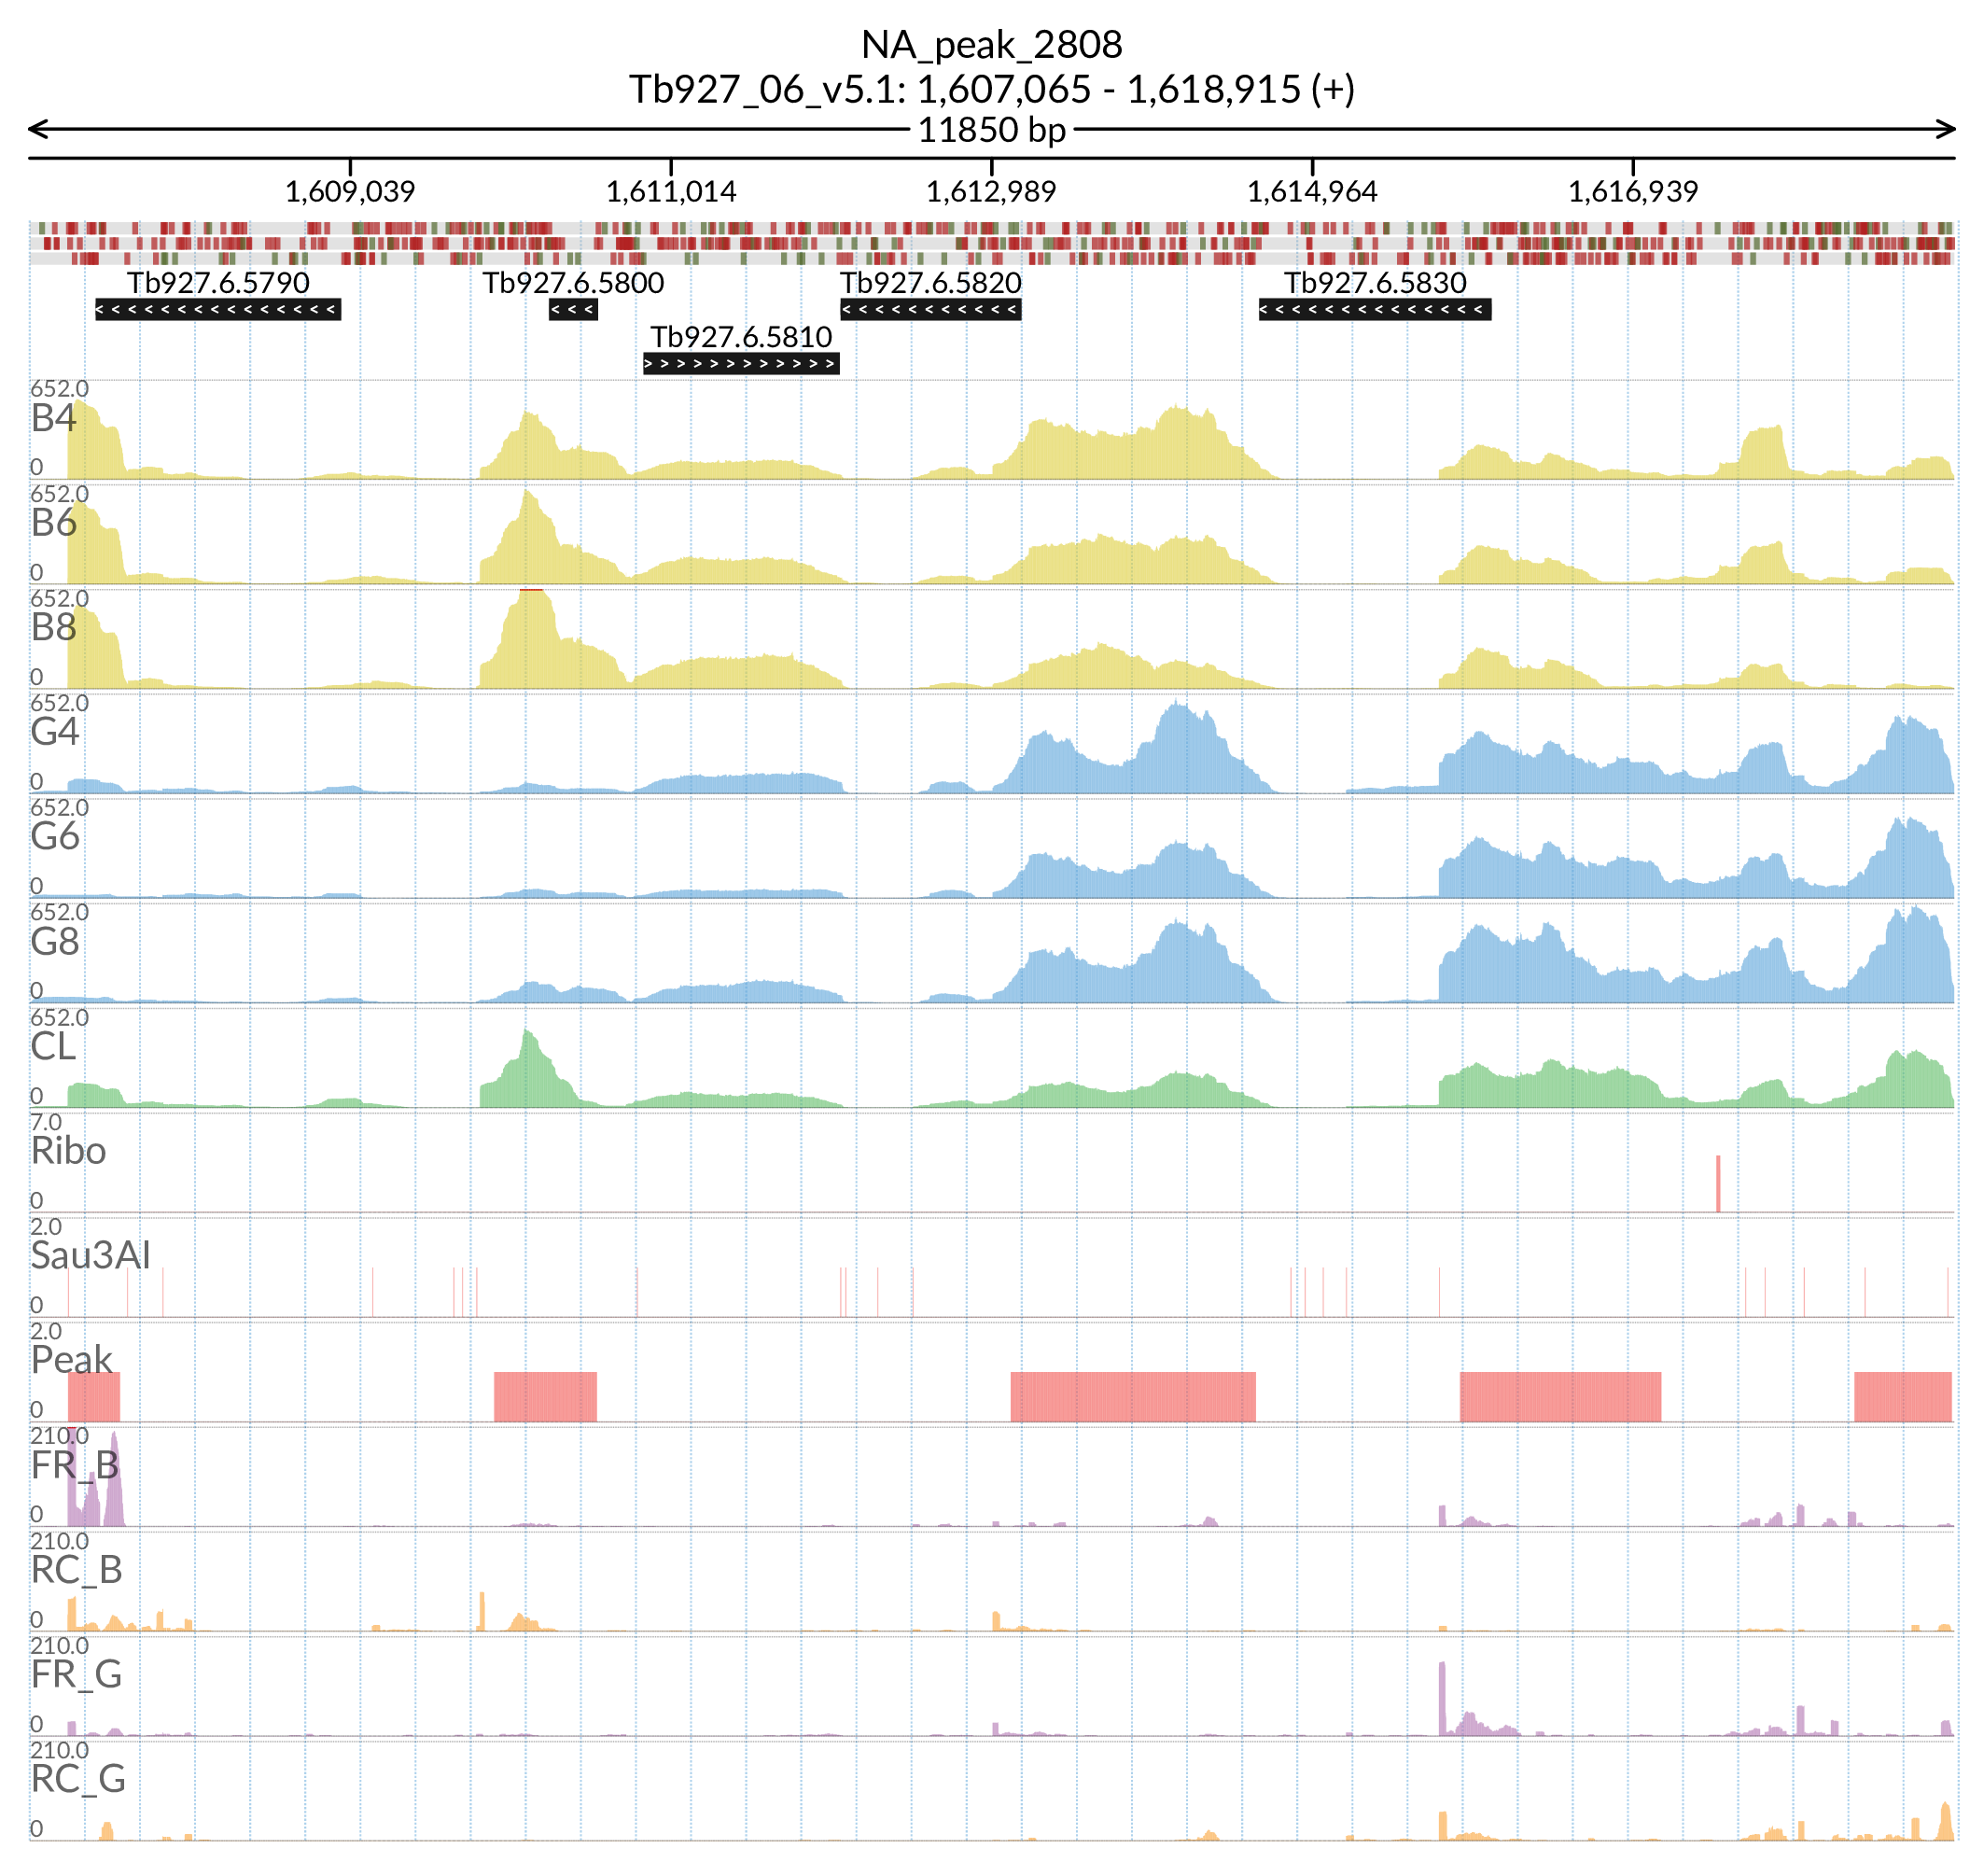 NA_peak_2808
Tb927_06_v5.1: 1,607,065 - 1,618,915 (+)
11850 bp
1,609,039 1,611,014 1,612,989 1,614,964 1,616,939
Tb927.6.5790 Tb927.6.5800 Tb927.6.5820 Tb927.6.5830
Tb927.6.5810
652.0
B4
0
652.0
B6
0
652.0
B8
0
652.0
G4
0
652.0
G6
0
652.0
G8
0
652.0
CL
0
7.0
Ribo
0
2.0
Sau3AI
0
2.0
Peak
0
210.0
FR_B
0
210.0
RC_B
0
210.0
FR_G
0
210.0
RC_G
0